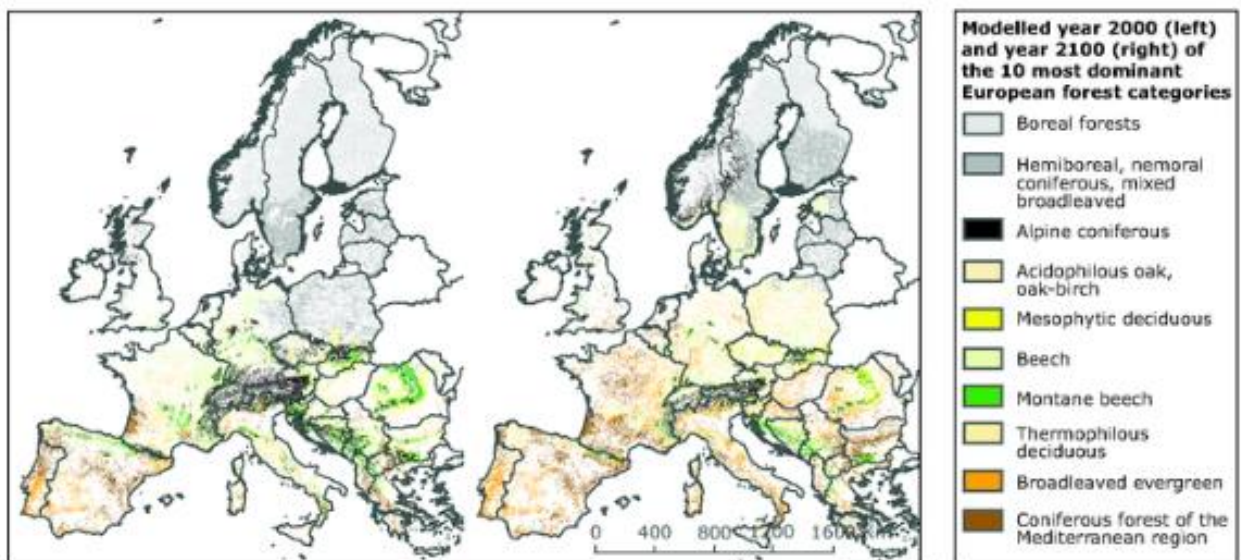 Modelled year 2000 (left)
and year 2100 (right) of
the 10 most dominant
European forest categories
Boreal forests
Hemiboreal, nemoral
coniferous, mixed
broadleaved
Alpine coniferous
Acidophilous oak,
oak-birch
Mesophytic deciduous
Beech
Montane beech
Thermophilous
deciduous
Broadleaved evergreen
Coniferous forest of the
Mediterranean region
0 400 800 1200 1600 Km